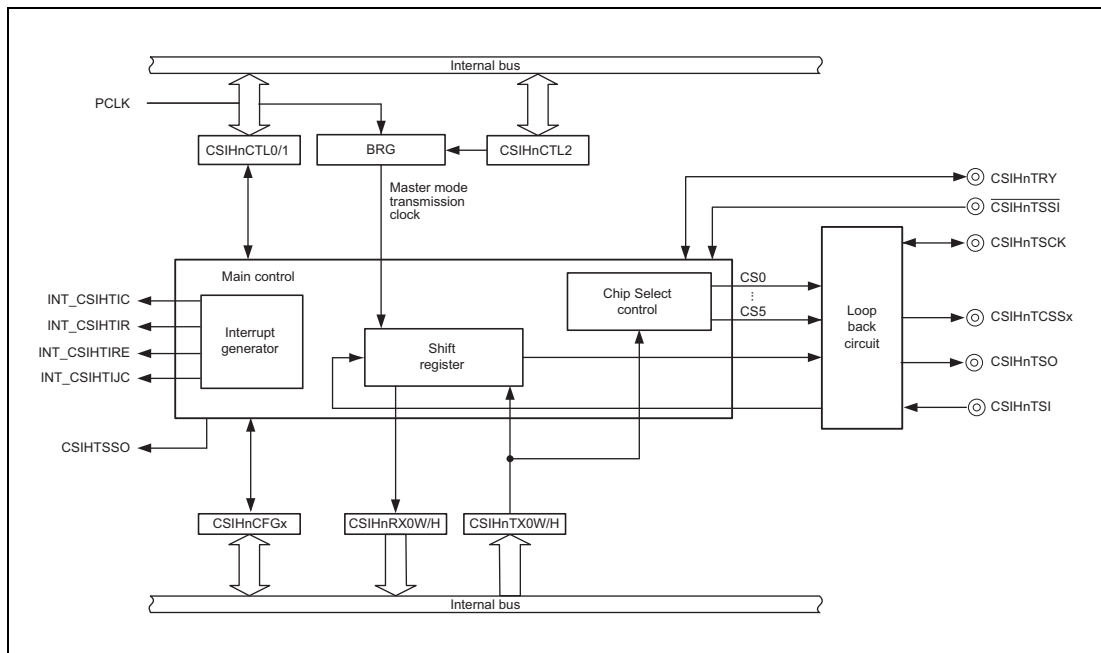 Internal bus
PCLK
CSIHnCTL0/1
BRG
CSIHnCTL2
Master mode
transmission
clock
CSIHnTRY
CSIHnTSSI
CSIHnTSCK
CSIHnTCSSx
CSIHnTSO
CSIHnTSI
Main control
Chip Select
control
CS0
CS5
Loop
back
circuit
INT_CSIHTIC
INT_CSIHTIR
INT_CSIHTIRE
INT_CSIHTIJC
Interrupt
generator
Shift
register
CSIHTSSO
CSIHnCFGx
CSIHnRX0W/H
CSIHnTX0W/H
Internal bus